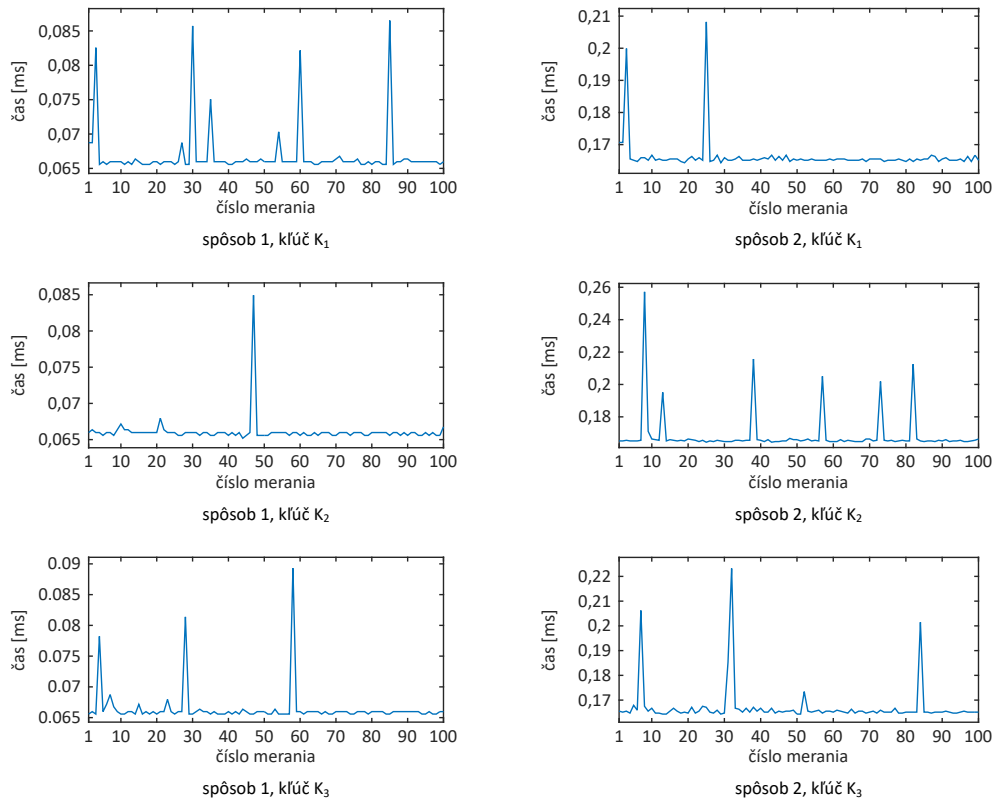 0,085
0,08
0,075
0,07
0,065
čas [ms]
1 10 20 30 40 50 60 70 80 90 100
číslo merania
spôsob 1, kľúč K₁
0,21
0,2
0,19
0,18
0,17
čas [ms]
1 10 20 30 40 50 60 70 80 90 100
číslo merania
spôsob 2, kľúč K₁
0,085
0,08
0,075
0,07
0,065
čas [ms]
1 10 20 30 40 50 60 70 80 90 100
číslo merania
spôsob 1, kľúč K₂
0,26
0,24
0,22
0,2
0,18
čas [ms]
1 10 20 30 40 50 60 70 80 90 100
číslo merania
spôsob 2, kľúč K₂
0.09
0.085
0.08
0.075
0.07
0.065
čas [ms]
1 10 20 30 40 50 60 70 80 90 100
číslo merania
spôsob 1, kľúč K₃
0,22
0,21
0,2
0,19
0,18
0,17
čas [ms]
1 10 20 30 40 50 60 70 80 90 100
číslo merania
spôsob 2, kľúč K₃